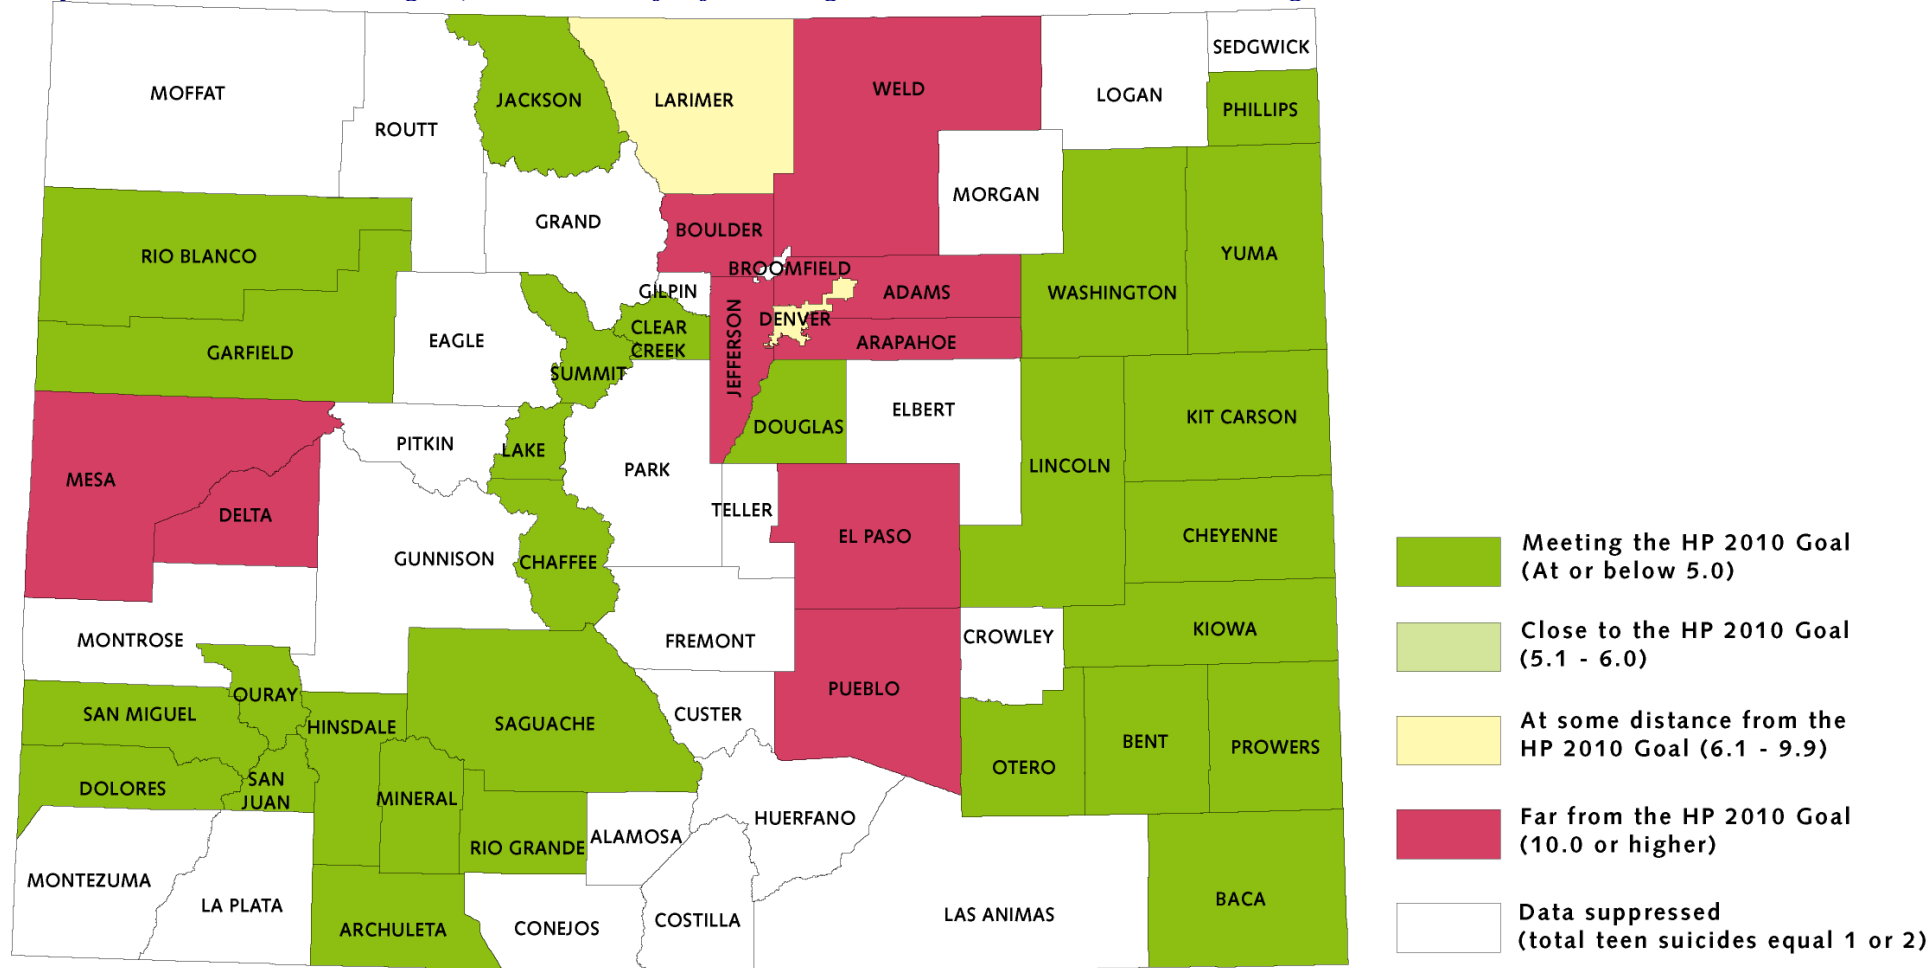 SEDGWICK
MOFFAT
JACKSON
LARIMER
WELD
LOGAN
PHILLIPS
ROUTT
MORGAN
GRAND
BOULDER
RIO BLANCO
YUMA
BROOMFIELD
GILPIN
ADAMS
WASHINGTON
DENVER
CLEAR
CREEK
EAGLE
ARAPAHOE
GARFIELD
JEFFERSON
SUMMIT
ELBERT
KIT CARSON
DOUGLAS
PITKIN
LAKE
PARK
LINCOLN
MESA
TELLER
DELTA
EL PASO
CHEYENNE
GUNNISON
CHAFFEE
KIOWA
CROWLEY
MONTROSE
FREMONT
OURAY
PUEBLO
SAN MIGUEL
CUSTER
HINSDALE
SAGUACHE
BENT
PROWERS
OTERO
SAN
JUAN
DOLORES
MINERAL
HUERFANO
ALAMOSA
RIO GRANDE
MONTEZUMA
LA PLATA
BACA
ARCHULETA
CONEJOS
COSTILLA
LAS ANIMAS
Meeting the HP 2010 Goal
(At or below 5.0)
Close to the HP 2010 Goal
(5.1 - 6.0)
At some distance from the
HP 2010 Goal (6.1 - 9.9)
Far from the HP 2010 Goal
(10.0 or higher)
Data suppressed
(total teen suicides equal 1 or 2)